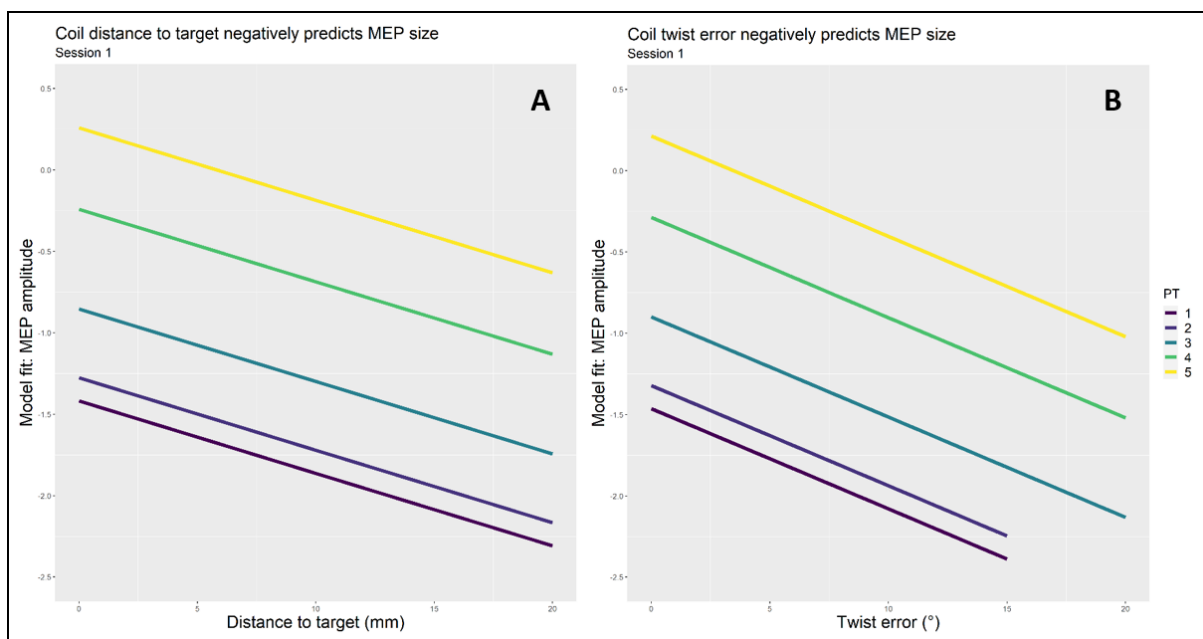 Coil distance to target negatively predicts MEP size
Session 1
A
Model fit: MEP amplitude
0.5
0.0
-0.5
-1.0
-1.5
-2.0
-2.5
0
5
10
15
20
Distance to target (mm)
Coil twist error negatively predicts MEP size
Session 1
B
Model fit: MEP amplitude
0.5
0.0
-0.5
-1.0
-1.5
-2.0
-2.5
0
5
10
15
20
Twist error (°)
PT
1
2
3
4
5